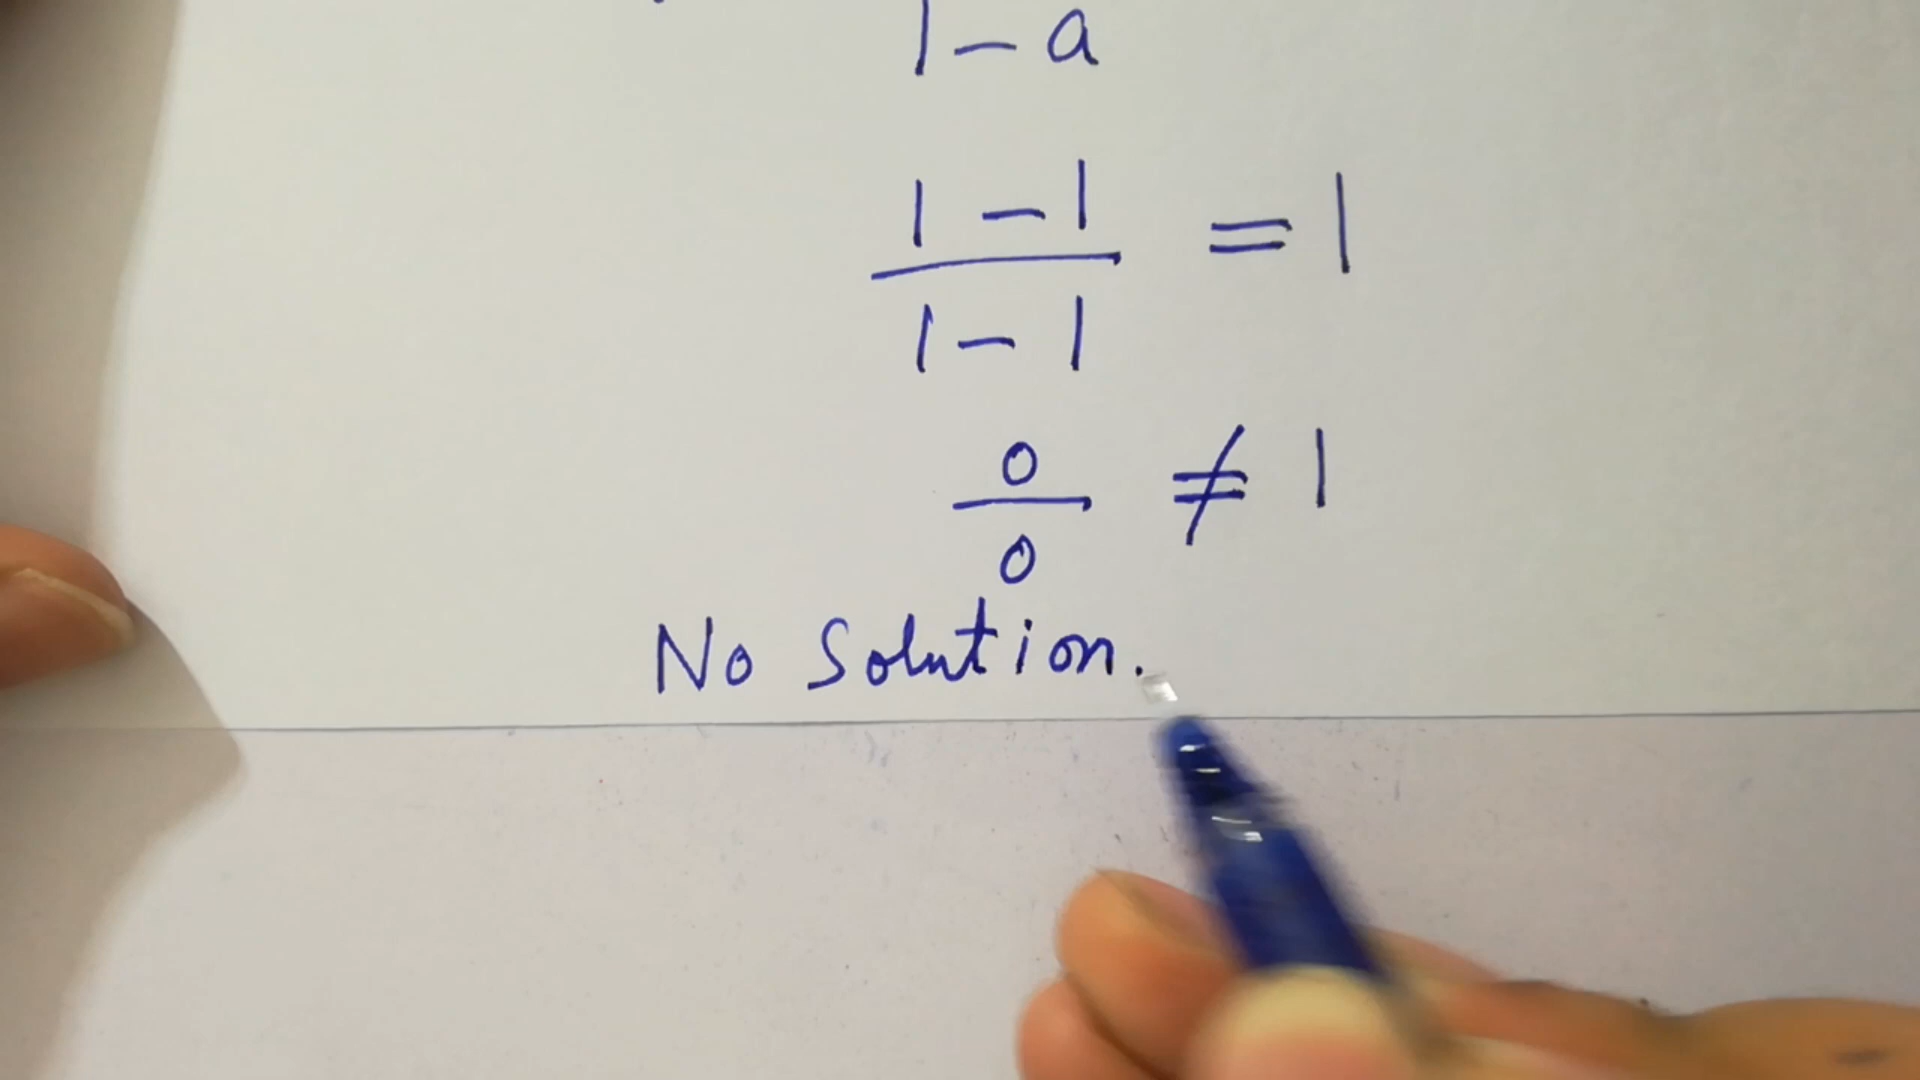 1 - a
1 - 1
——— = 1
1 - 1
0
— ≠ 1
0
No Solution.